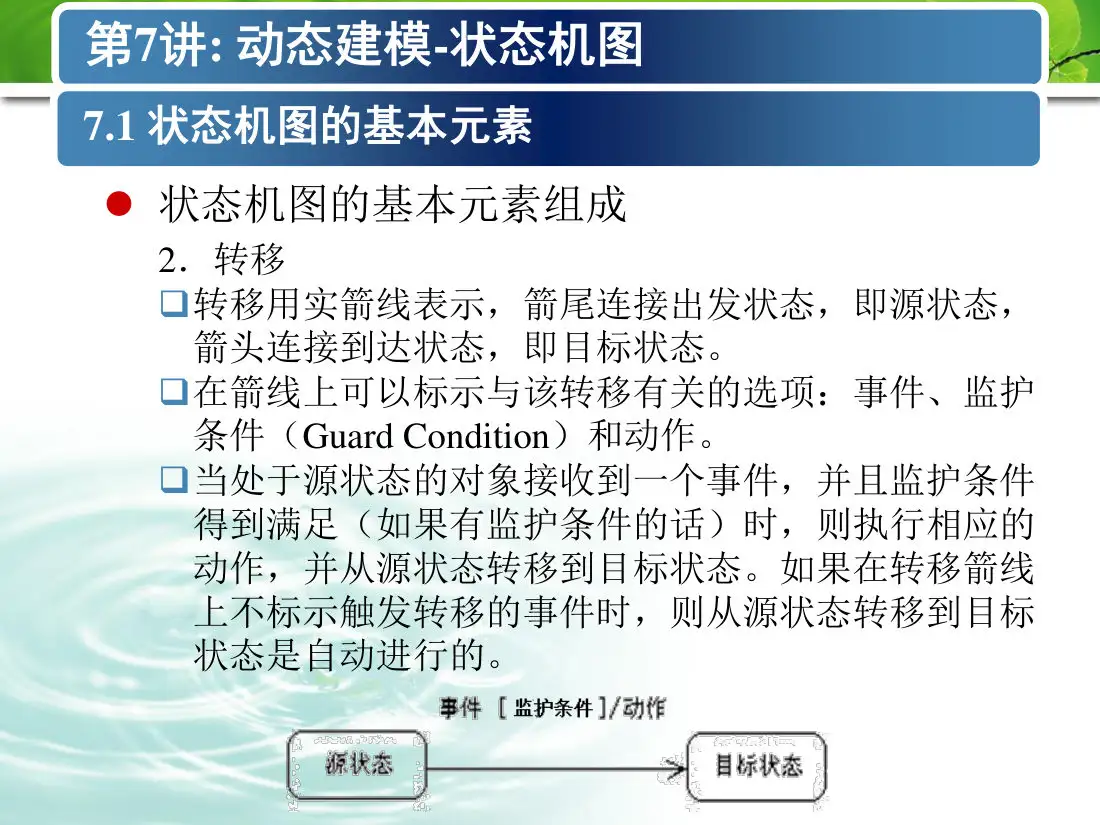 第7讲: 动态建模-状态机图
7.1 状态机图的基本元素
状态机图的基本元素组成
2．转移
转移用实箭线表示，箭尾连接出发状态，即源状态，
箭头连接到达状态，即目标状态。
在箭线上可以标示与该转移有关的选项：事件、监护
条件（Guard Condition）和动作。
当处于源状态的对象接收到一个事件，并且监护条件
得到满足（如果有监护条件的话）时，则执行相应的
动作，并从源状态转移到目标状态。如果在转移箭线
上不标示触发转移的事件时，则从源状态转移到目标
状态是自动进行的。
事件 [ 监护条件 ]/动作
源状态
目标状态